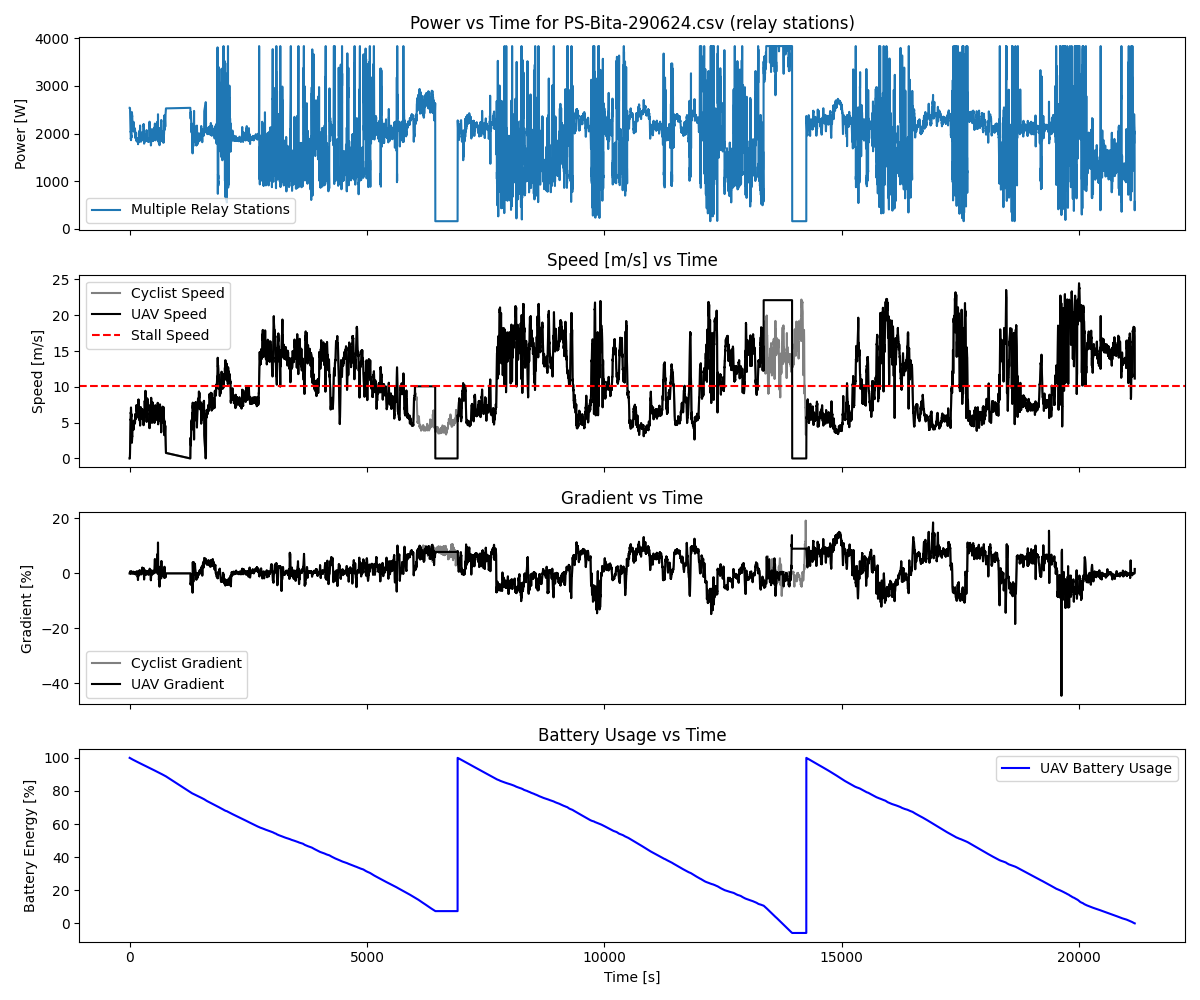 Power vs Time for PS-Bita-290624.csv (relay stations)
4000
3000
2000
1000
0
Power [W]
Multiple Relay Stations
Speed [m/s] vs Time
25
20
15
10
5
0
Speed [m/s]
Cyclist Speed
UAV Speed
Stall Speed
Gradient vs Time
20
0
−20
−40
Gradient [%]
Cyclist Gradient
UAV Gradient
Battery Usage vs Time
100
80
60
40
20
0
Battery Energy [%]
UAV Battery Usage
0 5000 10000 15000 20000
Time [s]